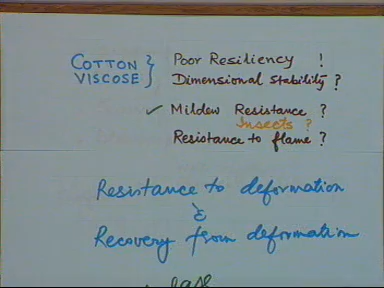 COTTON } Poor Resiliency !
VISCOSE } Dimensional Stability ?
✓ Mildew Resistance ?
Insects ?
Resistance to flame ?
Resistance to deformation
&
Recovery from deformation